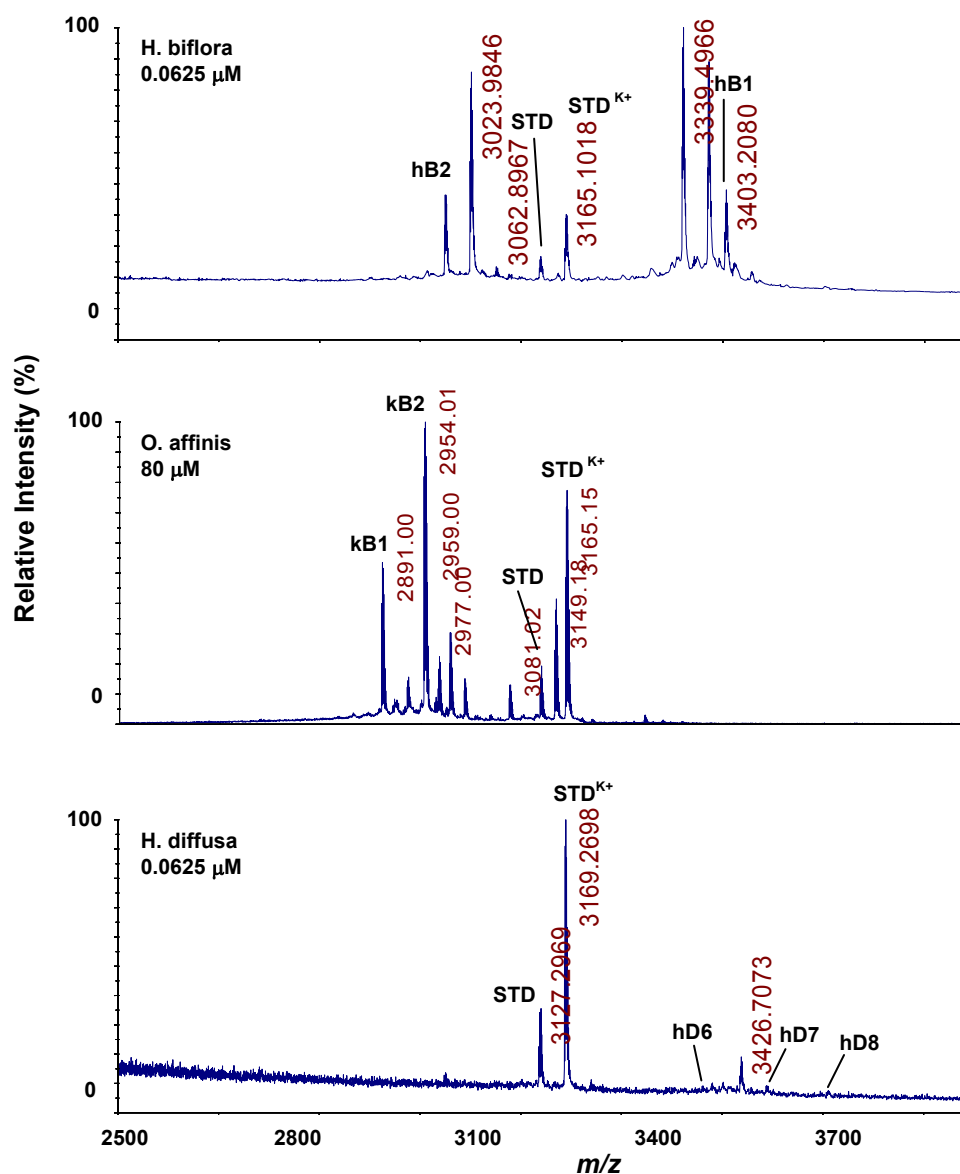 Relative Intensity (%)
100
H. biflora
0.0625 μM
hB2
3023.9846
3062.8967
STD
STD K+
3165.1018
3339.4966
hB1
3403.2080
0
100
O. affinis
80 μM
kB1
2891.00
kB2
2954.01
2959.00
2977.00
STD
3081.02
STD K+
3149.18
3165.15
0
100
H. diffusa
0.0625 μM
STD
3127.2969
STD K+
3169.2698
hD6
3426.7073
hD7
hD8
0
2500 2800 3100 3400 3700
m/z